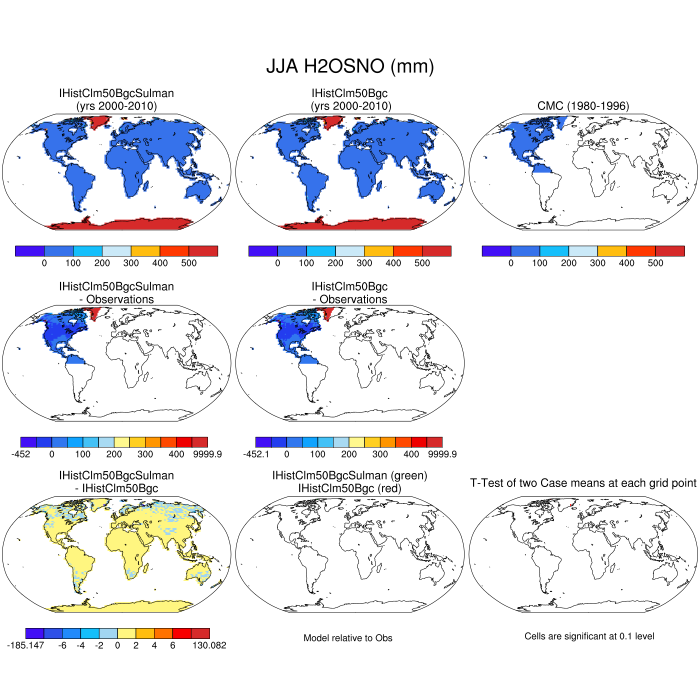 JJA H2OSNO (mm)
IHistClm50BgcSulman
(yrs 2000-2010)
IHistClm50Bgc
(yrs 2000-2010)
CMC (1980-1996)
0 100 200 300 400 500
0 100 200 300 400 500
0 100 200 300 400 500
IHistClm50BgcSulman
- Observations
IHistClm50Bgc
- Observations
-452 0 100 200 300 400 9999.9
-452.1 0 100 200 300 400 9999.9
IHistClm50BgcSulman
- IHistClm50Bgc
IHistClm50BgcSulman (green)
IHistClm50Bgc (red)
T-Test of two Case means at each grid point
-185.147 -6 -4 -2 0 2 4 6 130.082
Model relative to Obs
Cells are significant at 0.1 level